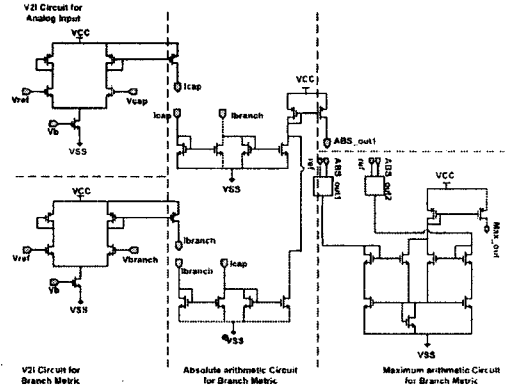 V2I Circuit for
Analog Input
VCC
Vref
Vcap
Vb
VSS
Icap
Icap
Ibranch
VSS
VCC
ABS_out1
VCC
Vref
Vbranch
Vb
VSS
Ibranch
Ibranch
Icap
VSS
ref
ABS_out1
ref
ABS_out2
VCC
Max_out
VSS
V2I Circuit for
Branch Metric
Absolute arithmetic Circuit
for Branch Metric
Maximum arithmetic Circuit
for Branch Metric